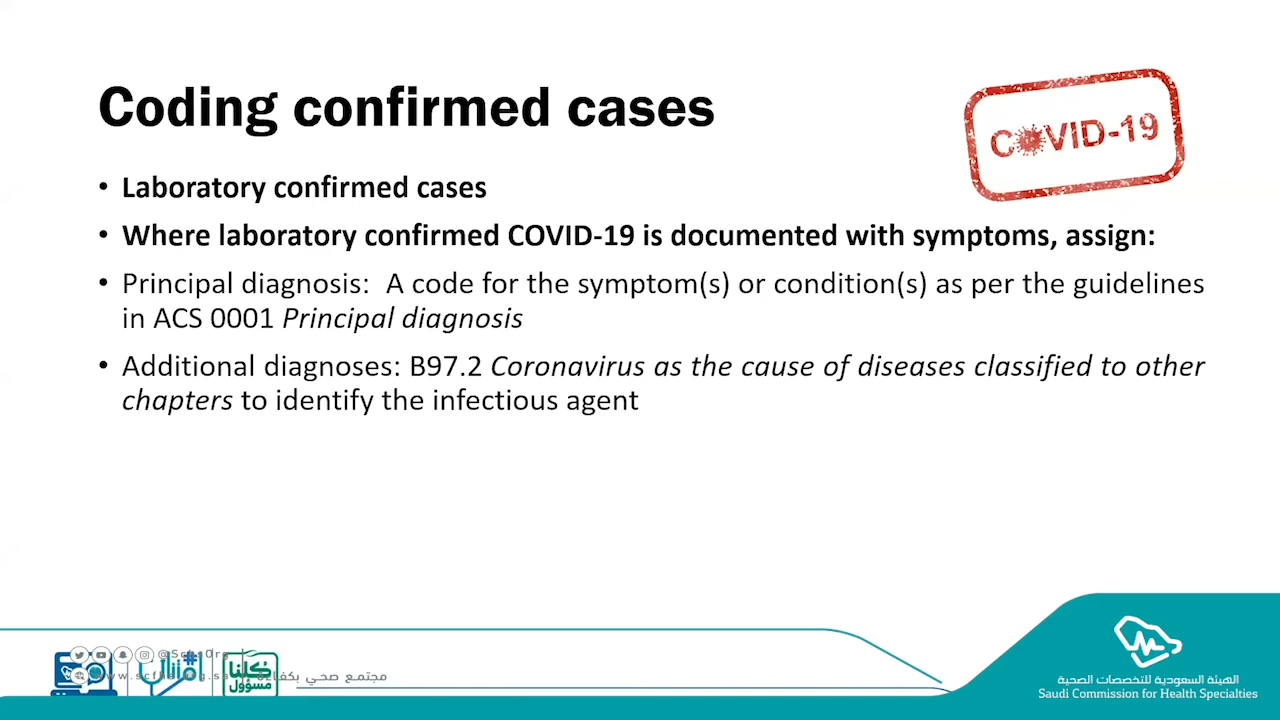 Coding confirmed cases
COVID-19
• Laboratory confirmed cases
• Where laboratory confirmed COVID-19 is documented with symptoms, assign:
• Principal diagnosis: A code for the symptom(s) or condition(s) as per the guidelines
in ACS 0001 Principal diagnosis
• Additional diagnoses: B97.2 Coronavirus as the cause of diseases classified to other
chapters to identify the infectious agent
كلنا
مسؤول
مجتمع صحي
الهيئة السعودية للتخصصات الصحية
Saudi Commission for Health Specialties